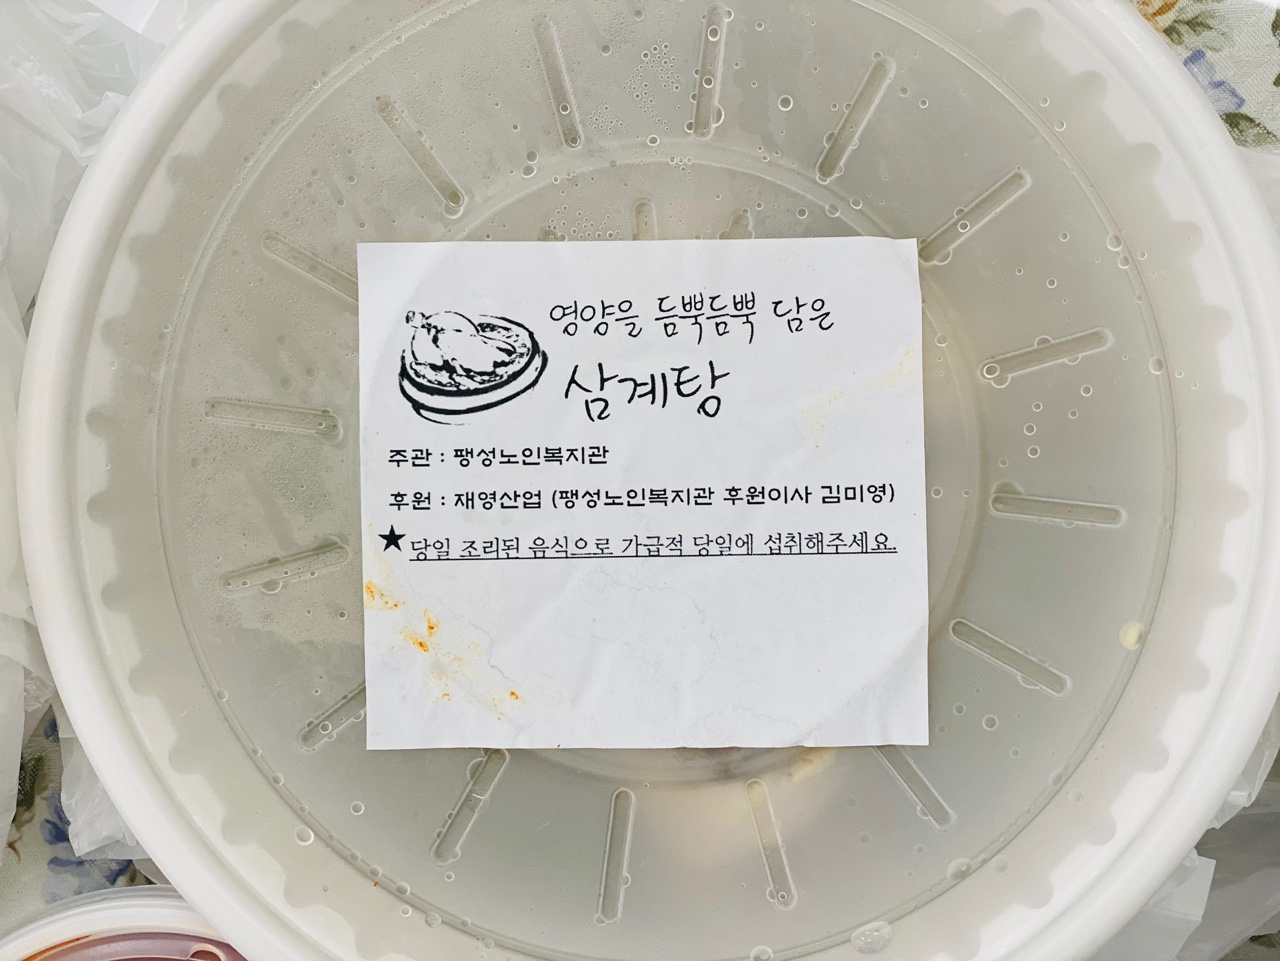 영양을 듬뿍듬뿍 담은
삼계탕
주관 : 팽성노인복지관
후원 : 재영산업 (팽성노인복지관 후원이사 김미영)
★당일 조리된 음식으로 가급적 당일에 섭취해주세요.